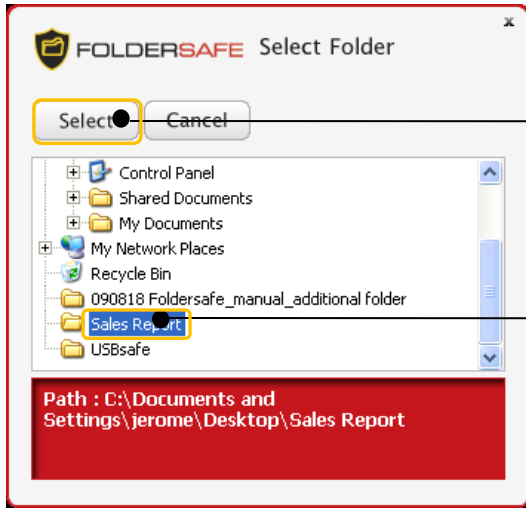 x
FOLDERSAFE Select Folder
Select Cancel
Control Panel
Shared Documents
My Documents
My Network Places
Recycle Bin
090818 Foldersafe_manual_additional folder
Sales Report
USBsafe
Path : C:\Documents and
Settings\jerome\Desktop\Sales Report